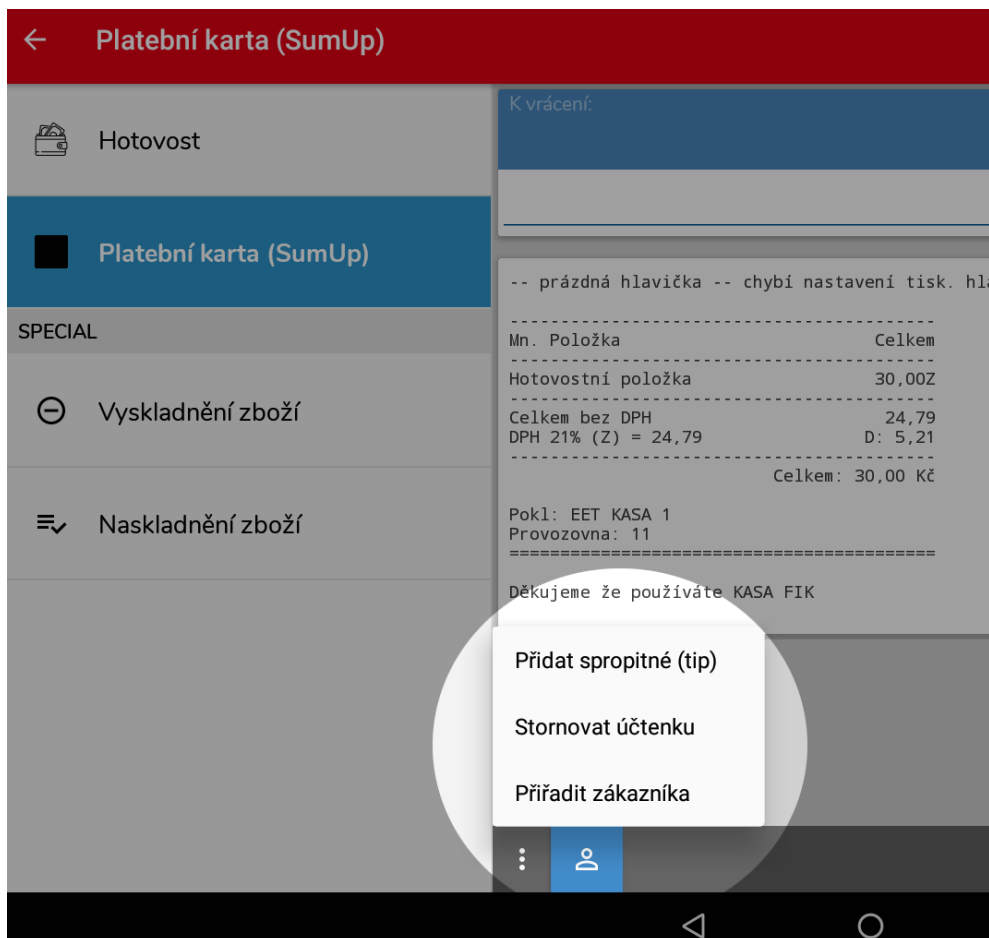 Platební karta (SumUp)
Hotovost
Platební karta (SumUp)
SPECIAL
Vyskladnění zboží
Naskladnění zboží
K vrácení:
-- prázdná hlavička -- chybí nastavení tisk.
Mn. Položka Celkem
Hotovostní položka 30,00Z
Celkem bez DPH 24,79
DPH 21% (Z) = 24,79 D: 5,21
Celkem: 30,00 Kč
Pokl: EET KASA 1
Provozovna: 11
Děkujeme že používáte KASA FIK
Přidat spropitné (tip)
Stornovat účtenku
Přiřadit zákazníka